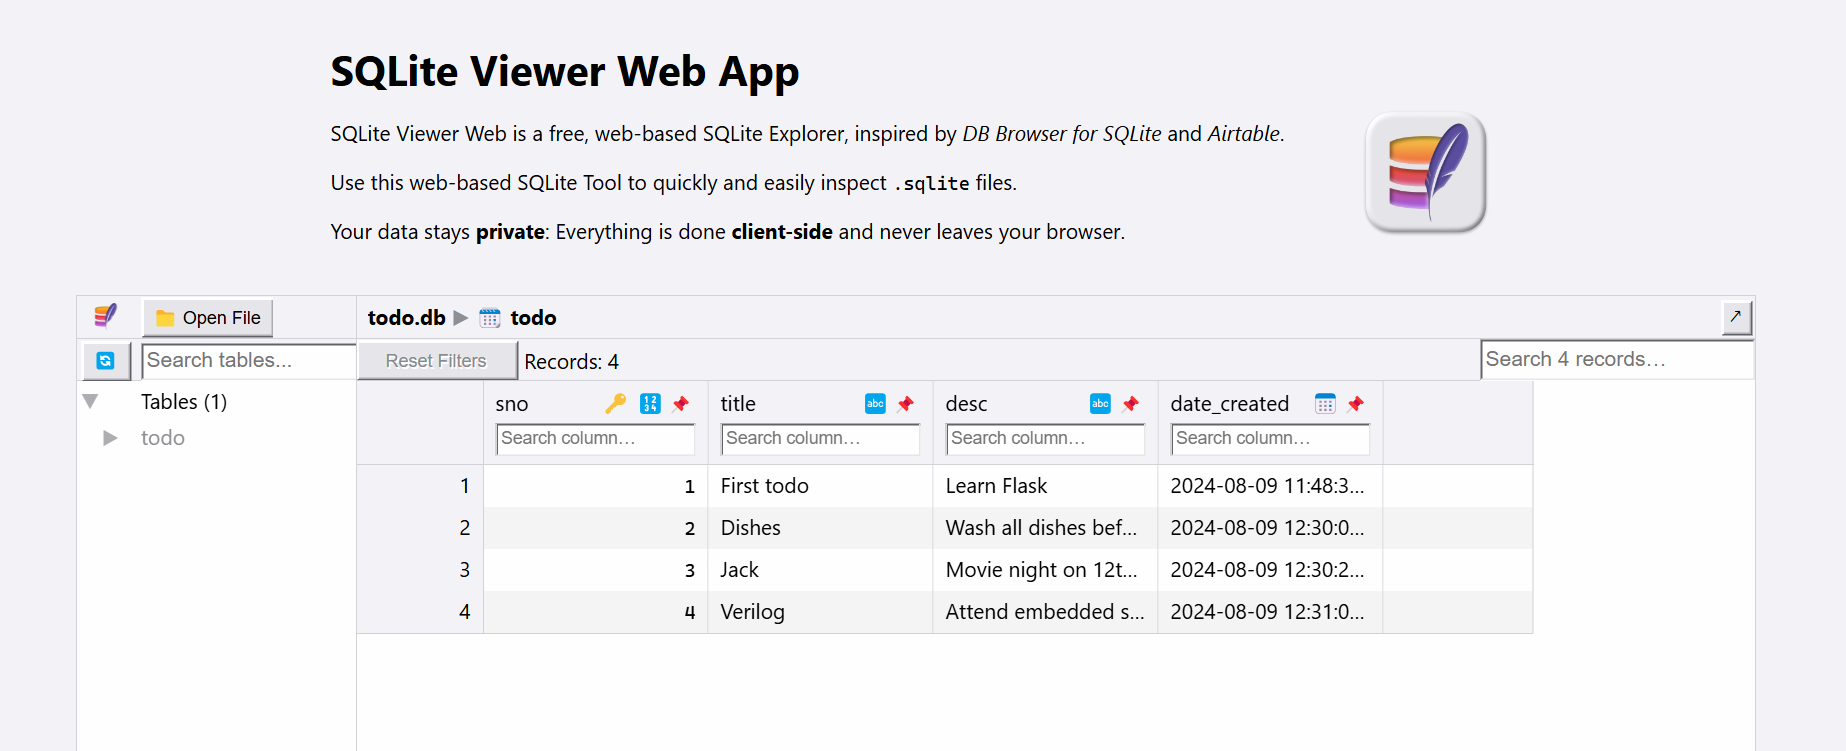 SQLite Viewer Web App
SQLite Viewer Web is a free, web-based SQLite Explorer, inspired by DB Browser for SQLite and Airtable.
Use this web-based SQLite Tool to quickly and easily inspect .sqlite files.
Your data stays private: Everything is done client-side and never leaves your browser.
Open File
todo.db ▶ todo
Search tables...
Reset Filters
Records: 4
Search 4 records...
Tables (1)
todo
sno title desc date_created
Search column... Search column... Search column... Search column...
1 1 First todo Learn Flask 2024-08-09 11:48:3...
2 2 Dishes Wash all dishes bef... 2024-08-09 12:30:0...
3 3 Jack Movie night on 12t... 2024-08-09 12:30:2...
4 4 Verilog Attend embedded s... 2024-08-09 12:31:0...